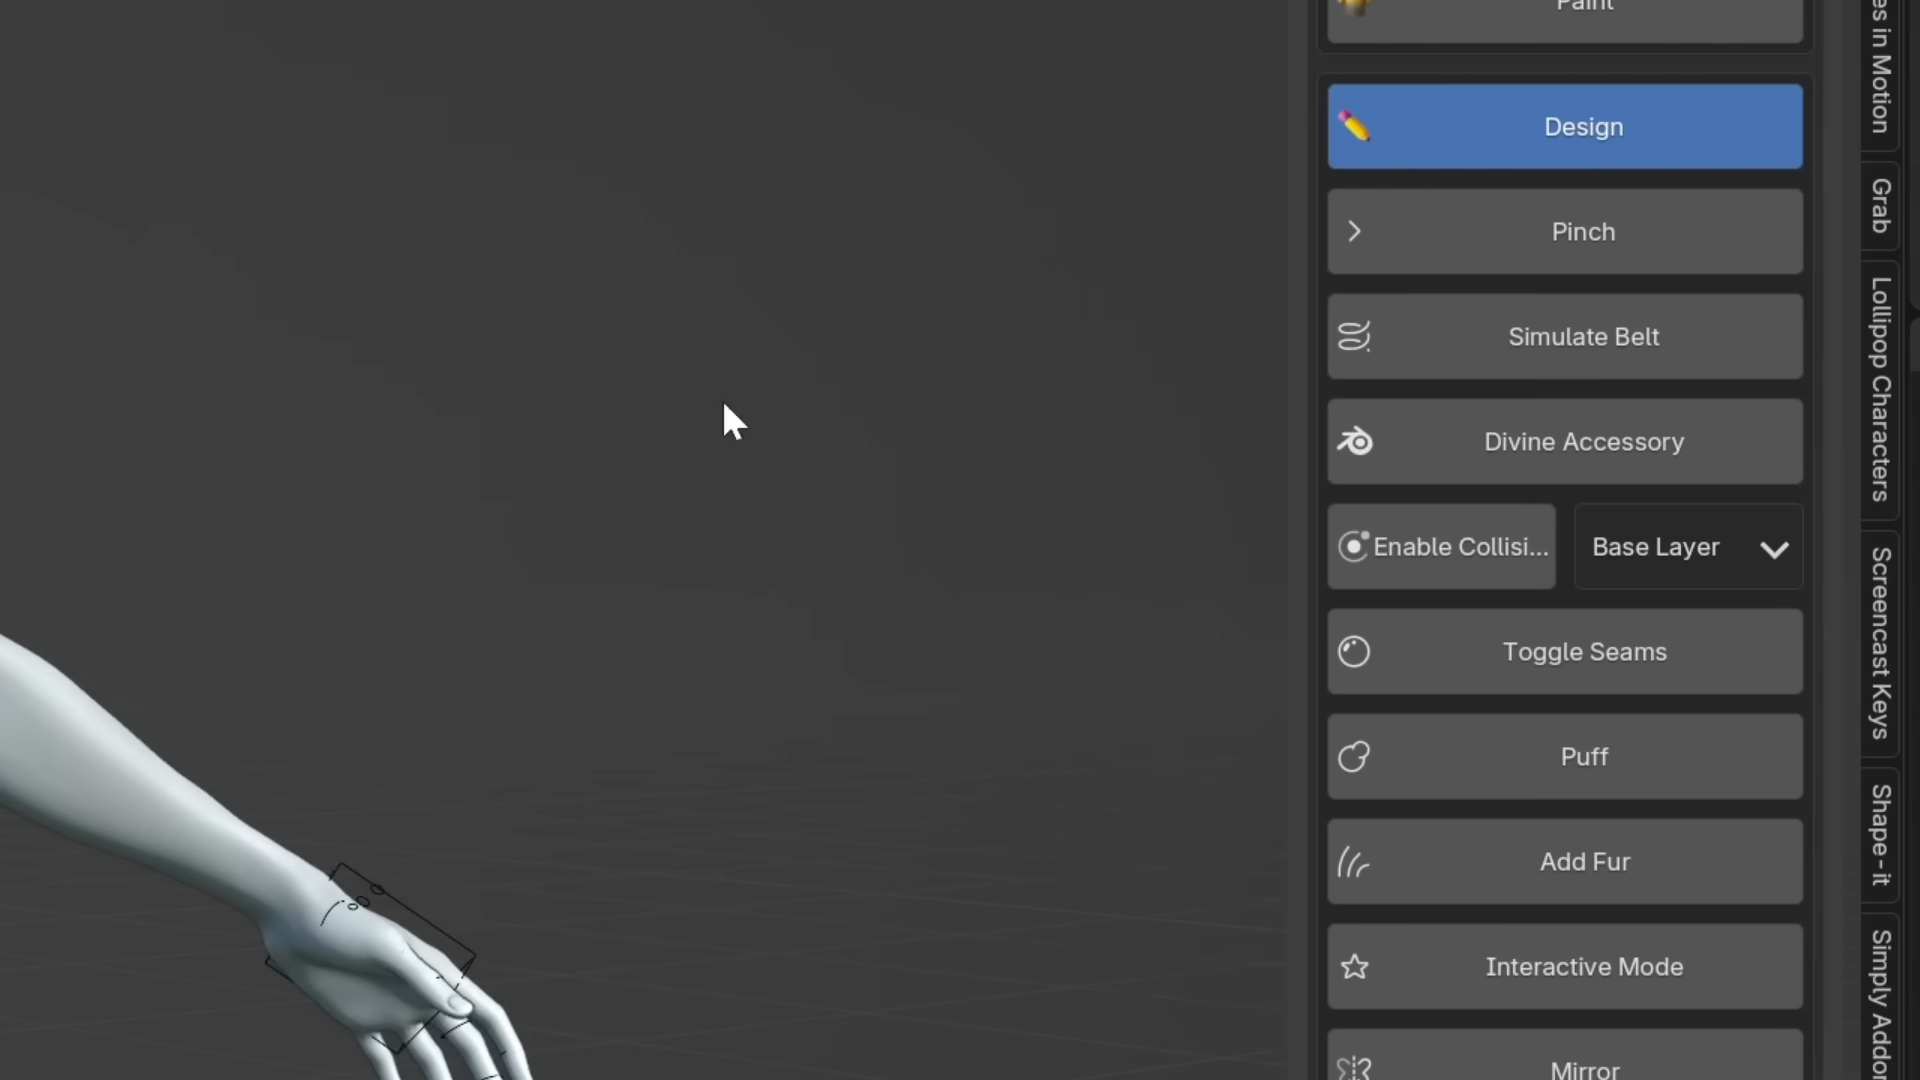 Paint
Design
Pinch
Simulate Belt
Divine Accessory
Enable Collisi...
Base Layer
Toggle Seams
Puff
Add Fur
Interactive Mode
Mirror
es in Motion
Grab
Lollipop Characters
Screencast Keys
Shape-it
Simply Addon